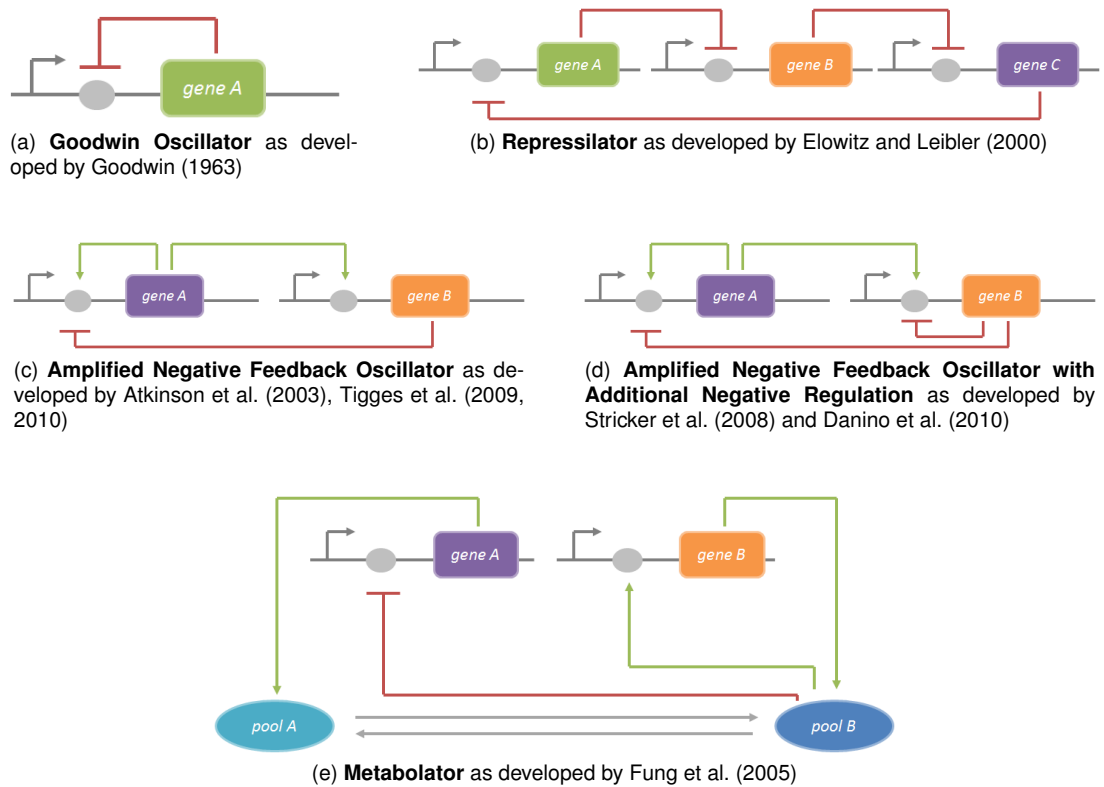 gene A
(a) Goodwin Oscillator as devel-
oped by Goodwin (1963)
gene A
gene B
gene C
(b) Repressilator as developed by Elowitz and Leibler (2000)
gene A
gene B
(c) Amplified Negative Feedback Oscillator as de-
veloped by Atkinson et al. (2003), Tigges et al. (2009,
2010)
gene A
gene B
(d) Amplified Negative Feedback Oscillator with
Additional Negative Regulation as developed by
Stricker et al. (2008) and Danino et al. (2010)
gene A
gene B
pool A
pool B
(e) Metabolator as developed by Fung et al. (2005)